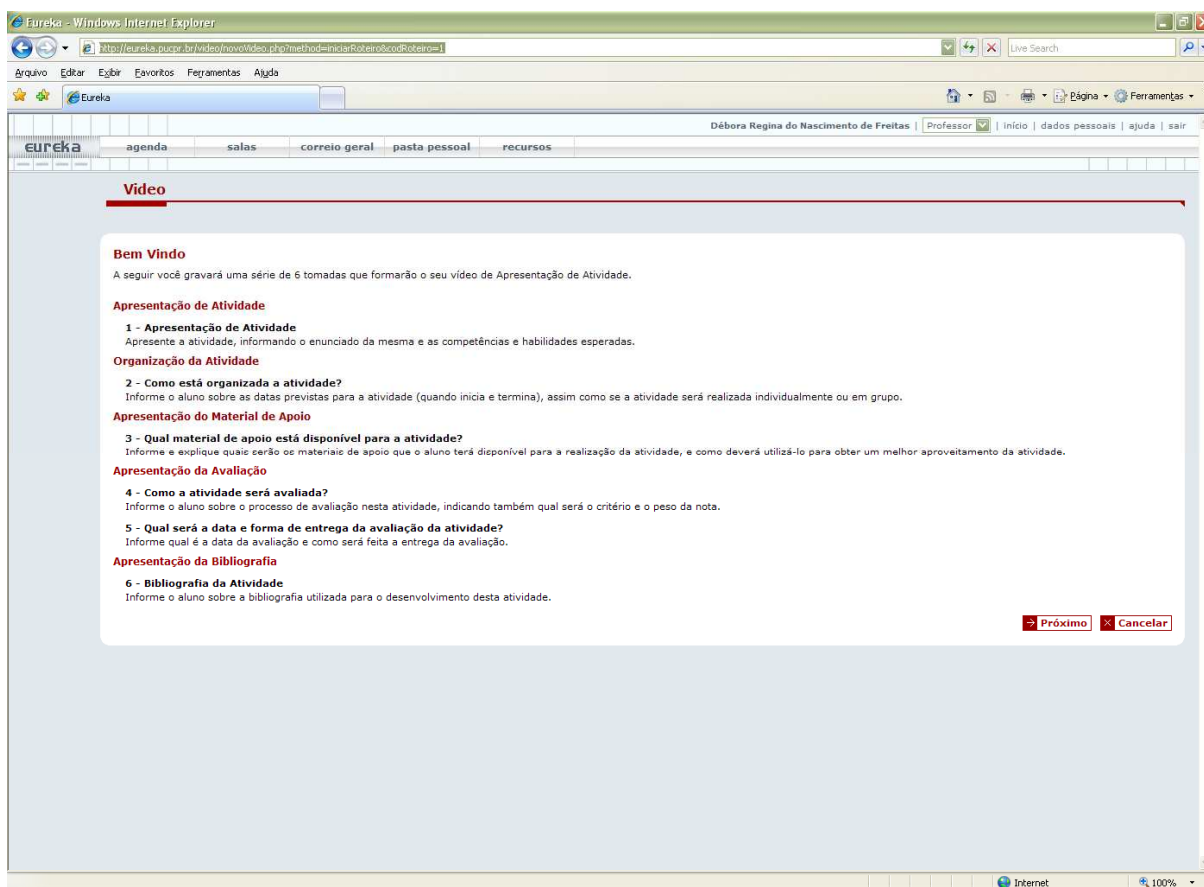 Eureka - Windows Internet Explorer
http://eureka.pucpr.br/video/novoVideo.php?method=iniciarRoteiro&codRoteiro=1
Live Search
Arquivo Editar Exibir Favoritos Ferramentas Ajuda
Eureka
Página Ferramentas
Débora Regina do Nascimento de Freitas | Professor | início | dados pessoais | ajuda | sair
eureka agenda salas correio geral pasta pessoal recursos
Video
Bem Vindo
A seguir você gravará uma série de 6 tomadas que formarão o seu vídeo de Apresentação de Atividade.
Apresentação de Atividade
1 - Apresentação de Atividade
Apresente a atividade, informando o enunciado da mesma e as competências e habilidades esperadas.
Organização da Atividade
2 - Como está organizada a atividade?
Informe o aluno sobre as datas previstas para a atividade (quando inicia e termina), assim como se a atividade será realizada individualmente ou em grupo.
Apresentação do Material de Apoio
3 - Qual material de apoio está disponível para a atividade?
Informe e explique quais serão os materiais de apoio que o aluno terá disponível para a realização da atividade, e como deverá utilizá-lo para obter um melhor aproveitamento da atividade.
Apresentação da Avaliação
4 - Como a atividade será avaliada?
Informe o aluno sobre o processo de avaliação nesta atividade, indicando também qual será o critério e o peso da nota.
5 - Qual será a data e forma de entrega da avaliação da atividade?
Informe qual é a data da avaliação e como será feita a entrega da avaliação.
Apresentação da Bibliografia
6 - Bibliografia da Atividade
Informe o aluno sobre a bibliografia utilizada para o desenvolvimento desta atividade.
Próximo Cancelar
Internet 100%